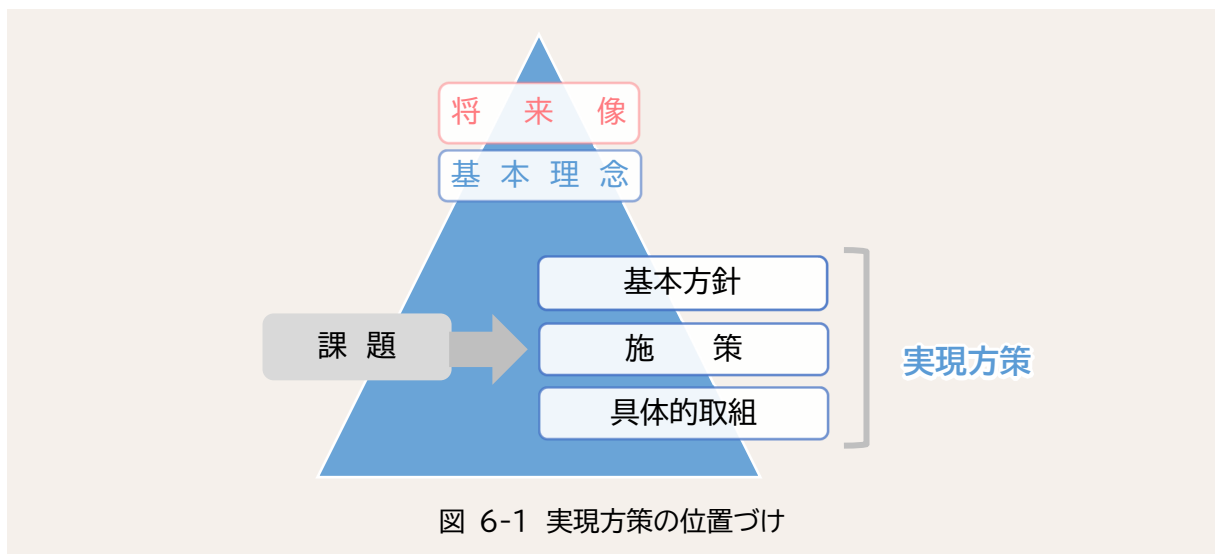 将来像
基本理念
基本方針
課題
施策
具体的取組
実現方策
図 6-1 実現方策の位置づけ